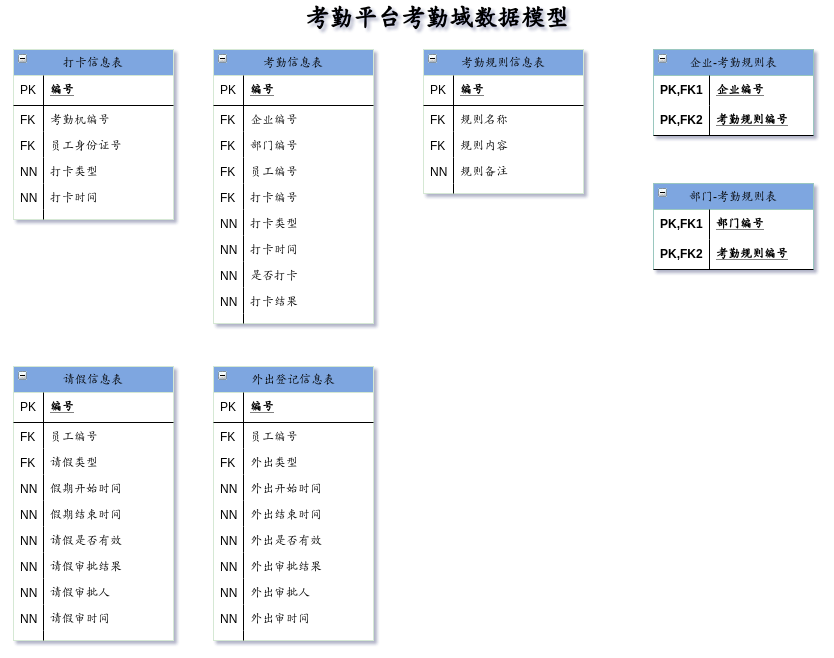 考勤平台考勤域数据模型
打卡信息表
PK 编号
FK 考勤机编号
FK 员工身份证号
NN 打卡类型
NN 打卡时间
考勤信息表
PK 编号
FK 企业编号
FK 部门编号
FK 员工编号
FK 打卡编号
NN 打卡类型
NN 打卡时间
NN 是否打卡
NN 打卡结果
考勤规则信息表
PK 编号
FK 规则名称
FK 规则内容
NN 规则备注
企业-考勤规则表
PK,FK1 企业编号
PK,FK2 考勤规则编号
部门-考勤规则表
PK,FK1 部门编号
PK,FK2 考勤规则编号
请假信息表
PK 编号
FK 员工编号
FK 请假类型
NN 假期开始时间
NN 假期结束时间
NN 请假是否有效
NN 请假审批结果
NN 请假审批人
NN 请假审时间
外出登记信息表
PK 编号
FK 员工编号
FK 外出类型
NN 外出开始时间
NN 外出结束时间
NN 外出是否有效
NN 外出审批结果
NN 外出审批人
NN 外出审时间